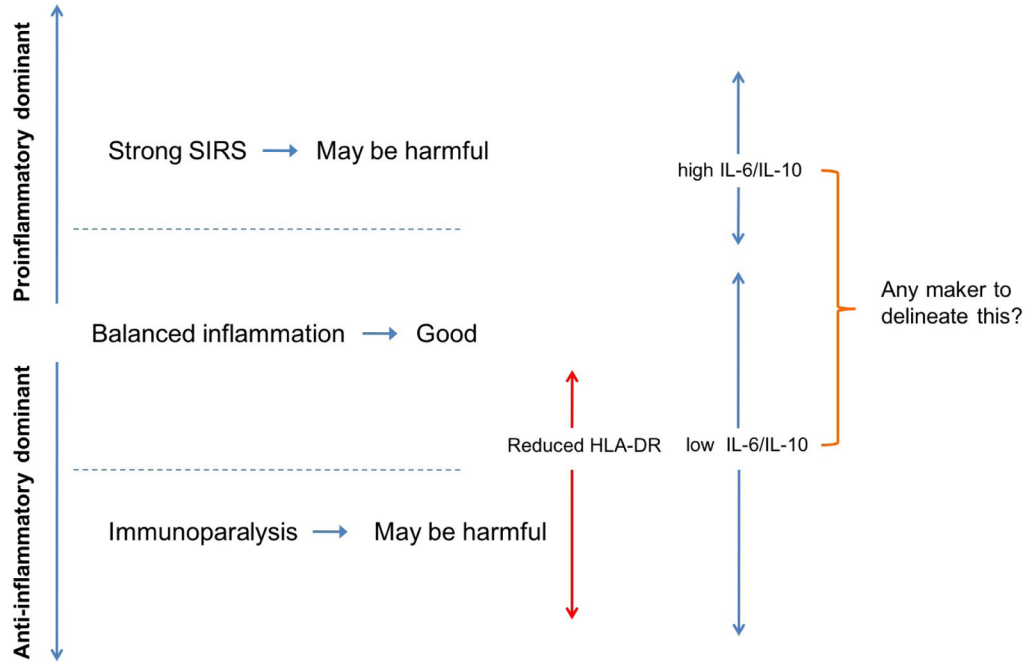 Proinflammatory dominant
Anti-inflammatory dominant
Strong SIRS May be harmful
Balanced inflammation Good
Immunoparalysis May be harmful
Reduced HLA-DR
high IL-6/IL-10
low IL-6/IL-10
Any maker to
delineate this?